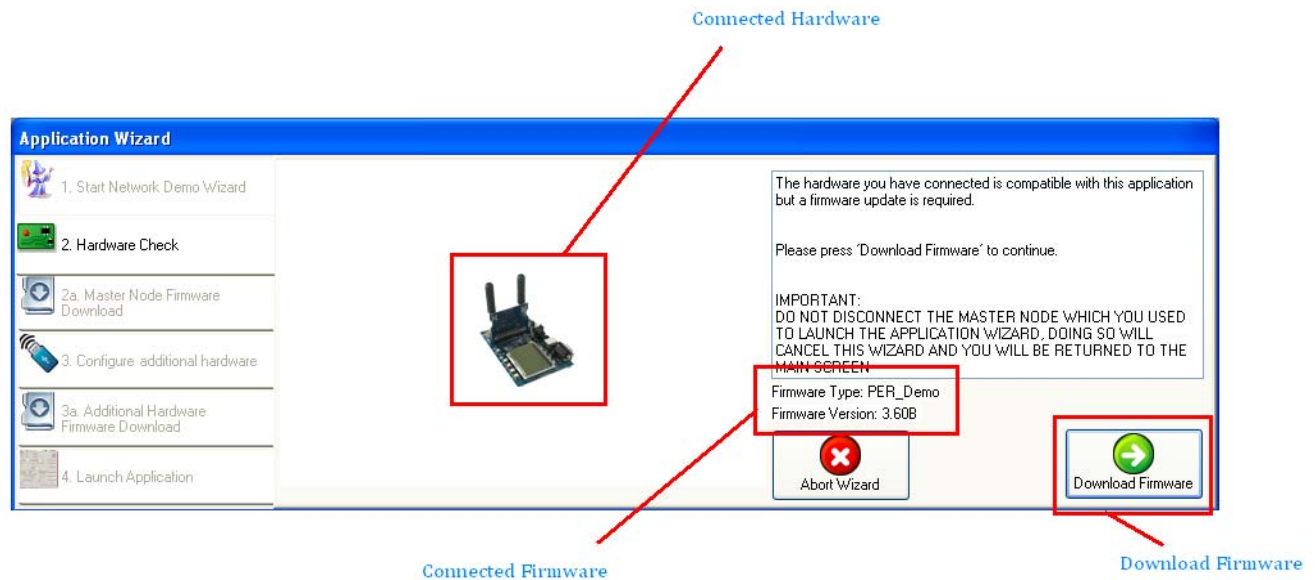 Connected Hardware
Application Wizard
1. Start Network Demo Wizard
2. Hardware Check
2a. Master Node Firmware
Download
3. Configure additional hardware
3a. Additional Hardware
Firmware Download
4. Launch Application
The hardware you have connected is compatible with this application
but a firmware update is required.
Please press 'Download Firmware' to continue.
IMPORTANT:
DO NOT DISCONNECT THE MASTER NODE WHICH YOU USED
TO LAUNCH THE APPLICATION WIZARD, DOING SO WILL
CANCEL THIS WIZARD AND YOU WILL BE RETURNED TO THE
MAIN SCREEN
Firmware Type: PER_Demo
Firmware Version: 3.60B
Abort Wizard
Download Firmware
Connected Firmware
Download Firmware